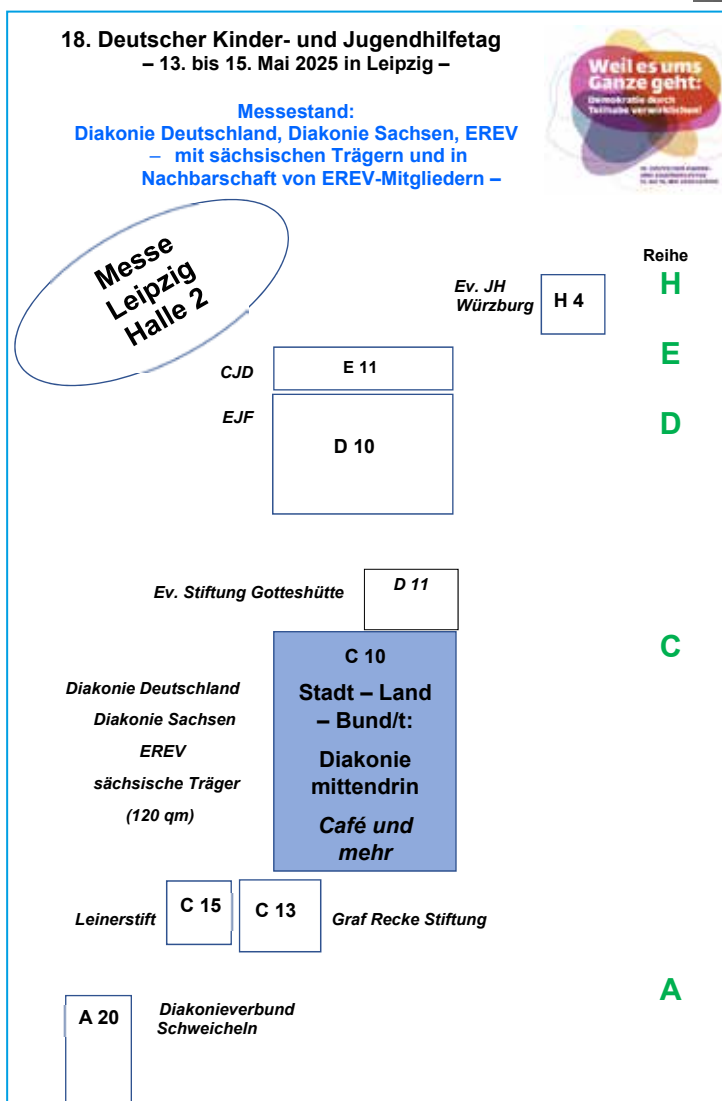 18. Deutscher Kinder- und Jugendhilfetag
– 13. bis 15. Mai 2025 in Leipzig –
Weil es ums
Ganze geht:
Demokratie durch
Teilhabe verwirklichen!
Messestand:
Diakonie Deutschland, Diakonie Sachsen, EREV
– mit sächsischen Trägern und in
Nachbarschaft von EREV-Mitgliedern –
Messe
Leipzig
Halle 2
Reihe
Ev. JH
Würzburg
H 4
H
CJD
E 11
E
EJF
D 10
D
Ev. Stiftung Gotteshütte
D 11
C
C 10
Stadt – Land
– Bund/t:
Diakonie
mittendrin
Café und
mehr
Diakonie Deutschland
Diakonie Sachsen
EREV
sächsische Träger
(120 qm)
Leinerstift
C 15
C 13
Graf Recke Stiftung
A
A 20
Diakonieverbund
Schweicheln